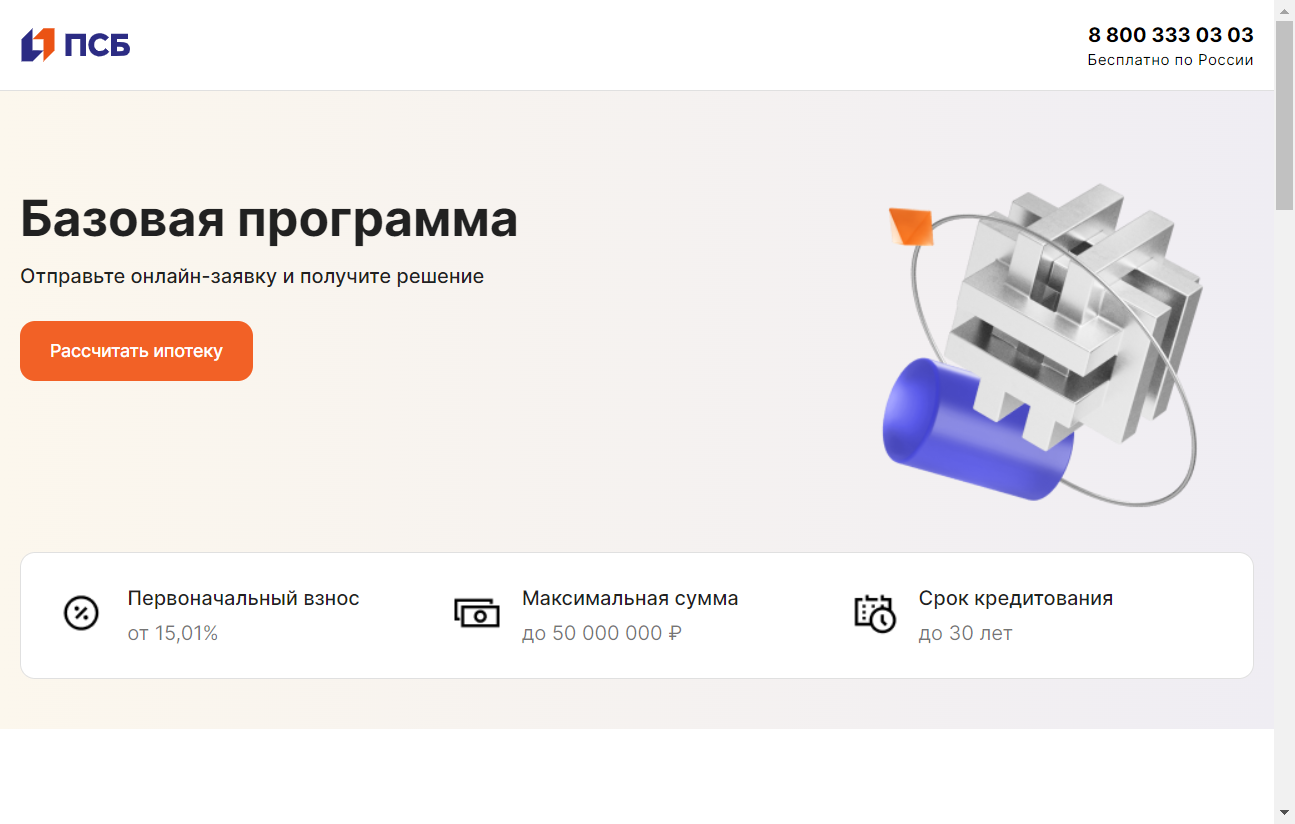 ПСБ
8 800 333 03 03
Бесплатно по России
Базовая программа
Отправьте онлайн-заявку и получите решение
Рассчитать ипотеку
Первоначальный взнос
от 15,01%
Максимальная сумма
до 50 000 000 ₽
Срок кредитования
до 30 лет